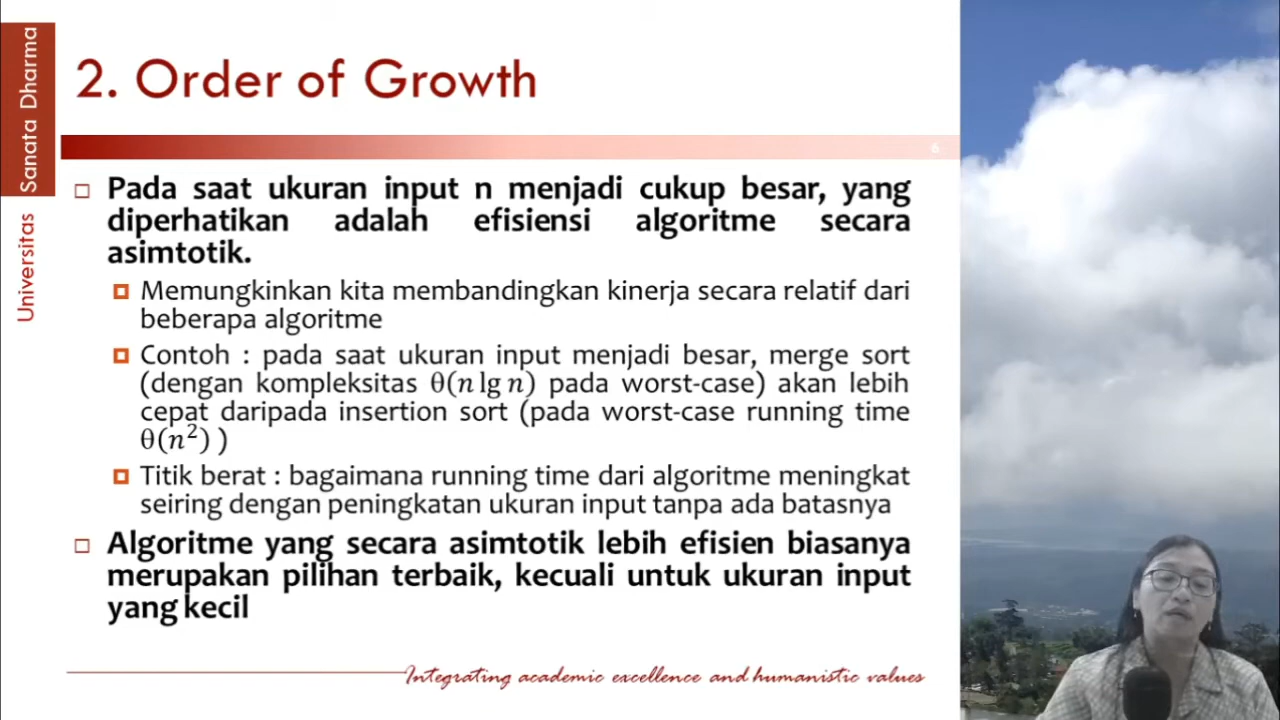 Universitas Sanata Dharma
2. Order of Growth
6
Pada saat ukuran input n menjadi cukup besar, yang
diperhatikan adalah efisiensi algoritme secara
asimtotik.
Memungkinkan kita membandingkan kinerja secara relatif dari
beberapa algoritme
Contoh : pada saat ukuran input menjadi besar, merge sort
(dengan kompleksitas θ(n lg n) pada worst-case) akan lebih
cepat daripada insertion sort (pada worst-case running time
θ(n²) )
Titik berat : bagaimana running time dari algoritme meningkat
seiring dengan peningkatan ukuran input tanpa ada batasnya
Algoritme yang secara asimtotik lebih efisien biasanya
merupakan pilihan terbaik, kecuali untuk ukuran input
yang kecil
Integrating academic excellence and humanistic values